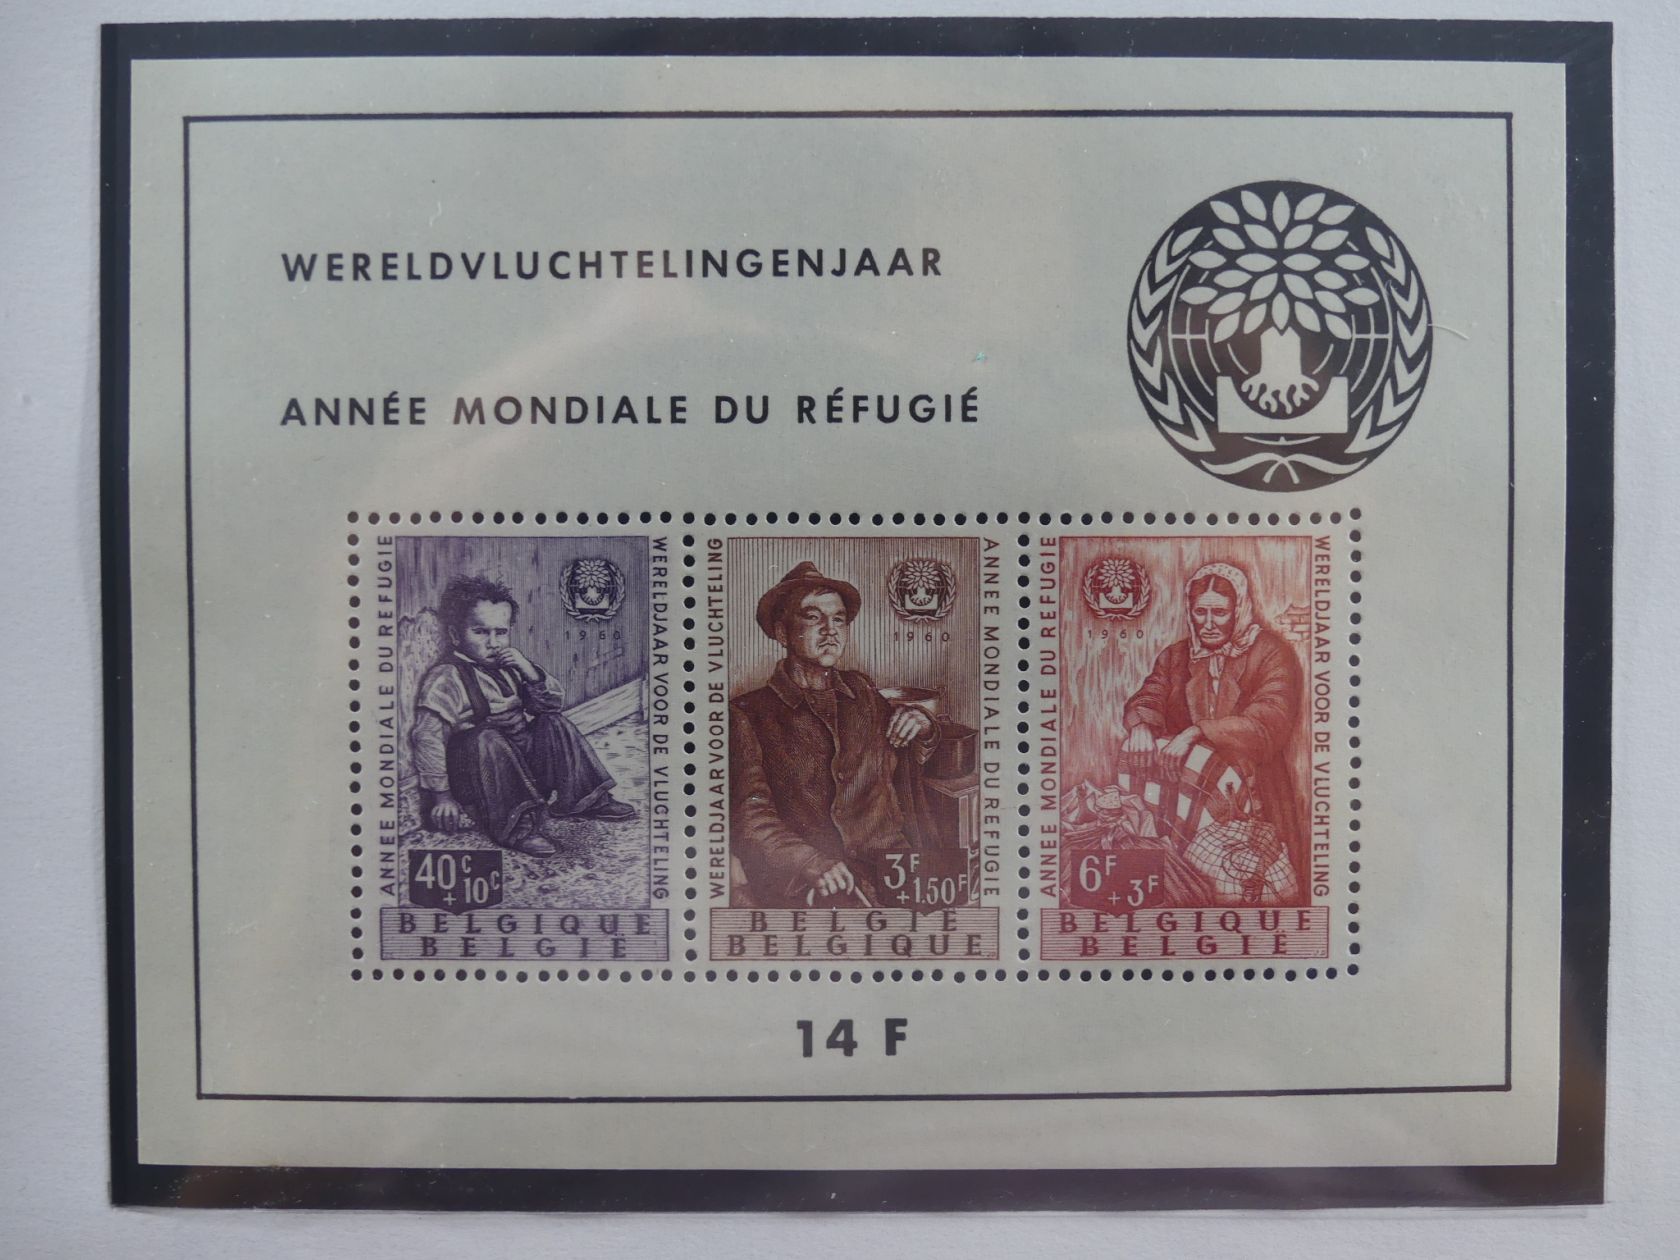 WERELDVLUCHTELINGENJAAR
ANNÉE MONDIALE DU RÉFUGIÉ
ANNEE MONDIALE DU REFUGIE
1960
WERELDJAAR VOOR DE VLUCHTELING
40C
+10C
BELGIQUE
BELGIË
WERELDJAAR VOOR DE VLUCHTELING
1960
ANNEE MONDIALE DU REFUGIE
3F
+1.50F
BELGIË
BELGIQUE
ANNEE MONDIALE DU REFUGIE
1960
WERELDJAAR VOOR DE VLUCHTELING
6F
+3F
BELGIQUE
BELGIË
14 F